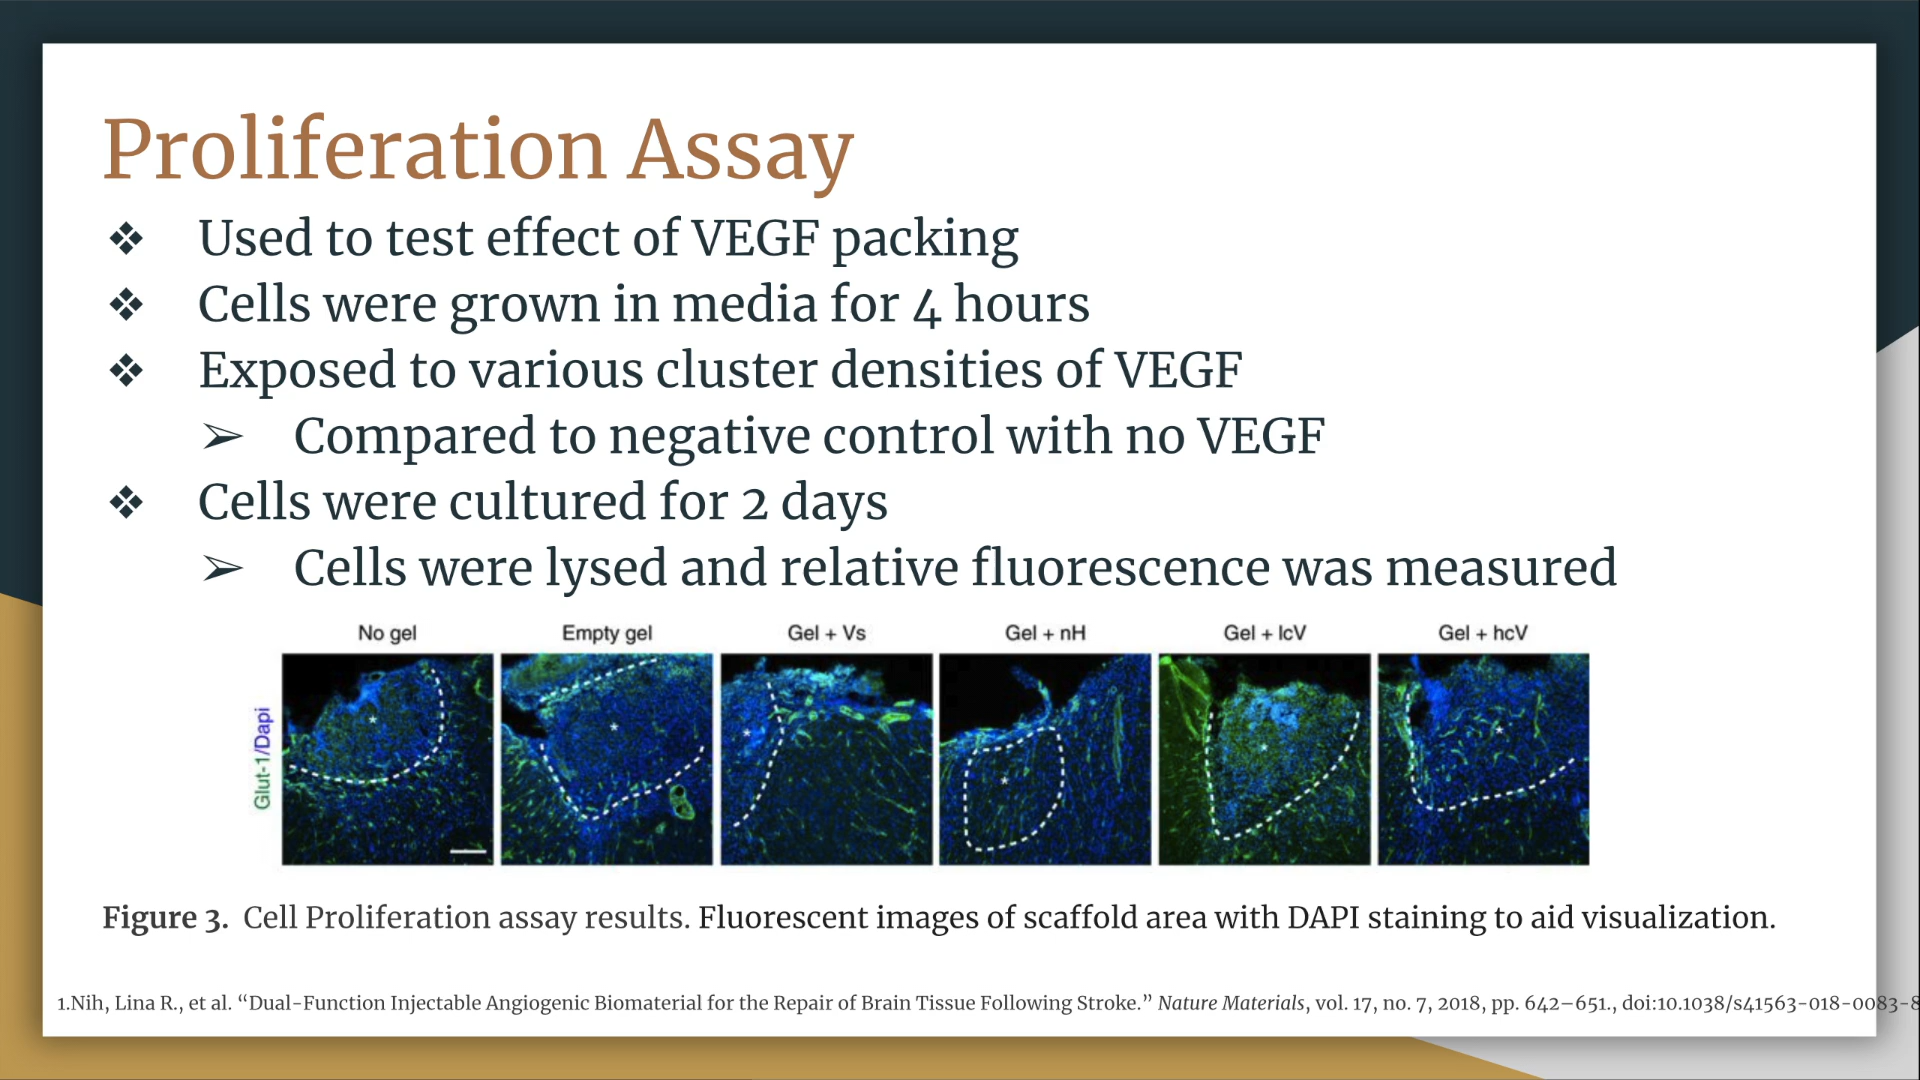 Proliferation Assay
❖ Used to test effect of VEGF packing
❖ Cells were grown in media for 4 hours
❖ Exposed to various cluster densities of VEGF
➢ Compared to negative control with no VEGF
❖ Cells were cultured for 2 days
➢ Cells were lysed and relative fluorescence was measured
No gel Empty gel Gel + Vs Gel + nH Gel + lcV Gel + hcV
Glut-1/Dapi
Figure 3. Cell Proliferation assay results. Fluorescent images of scaffold area with DAPI staining to aid visualization.
1.Nih, Lina R., et al. “Dual-Function Injectable Angiogenic Biomaterial for the Repair of Brain Tissue Following Stroke.” Nature Materials, vol. 17, no. 7, 2018, pp. 642–651., doi:10.1038/s41563-018-0083-8